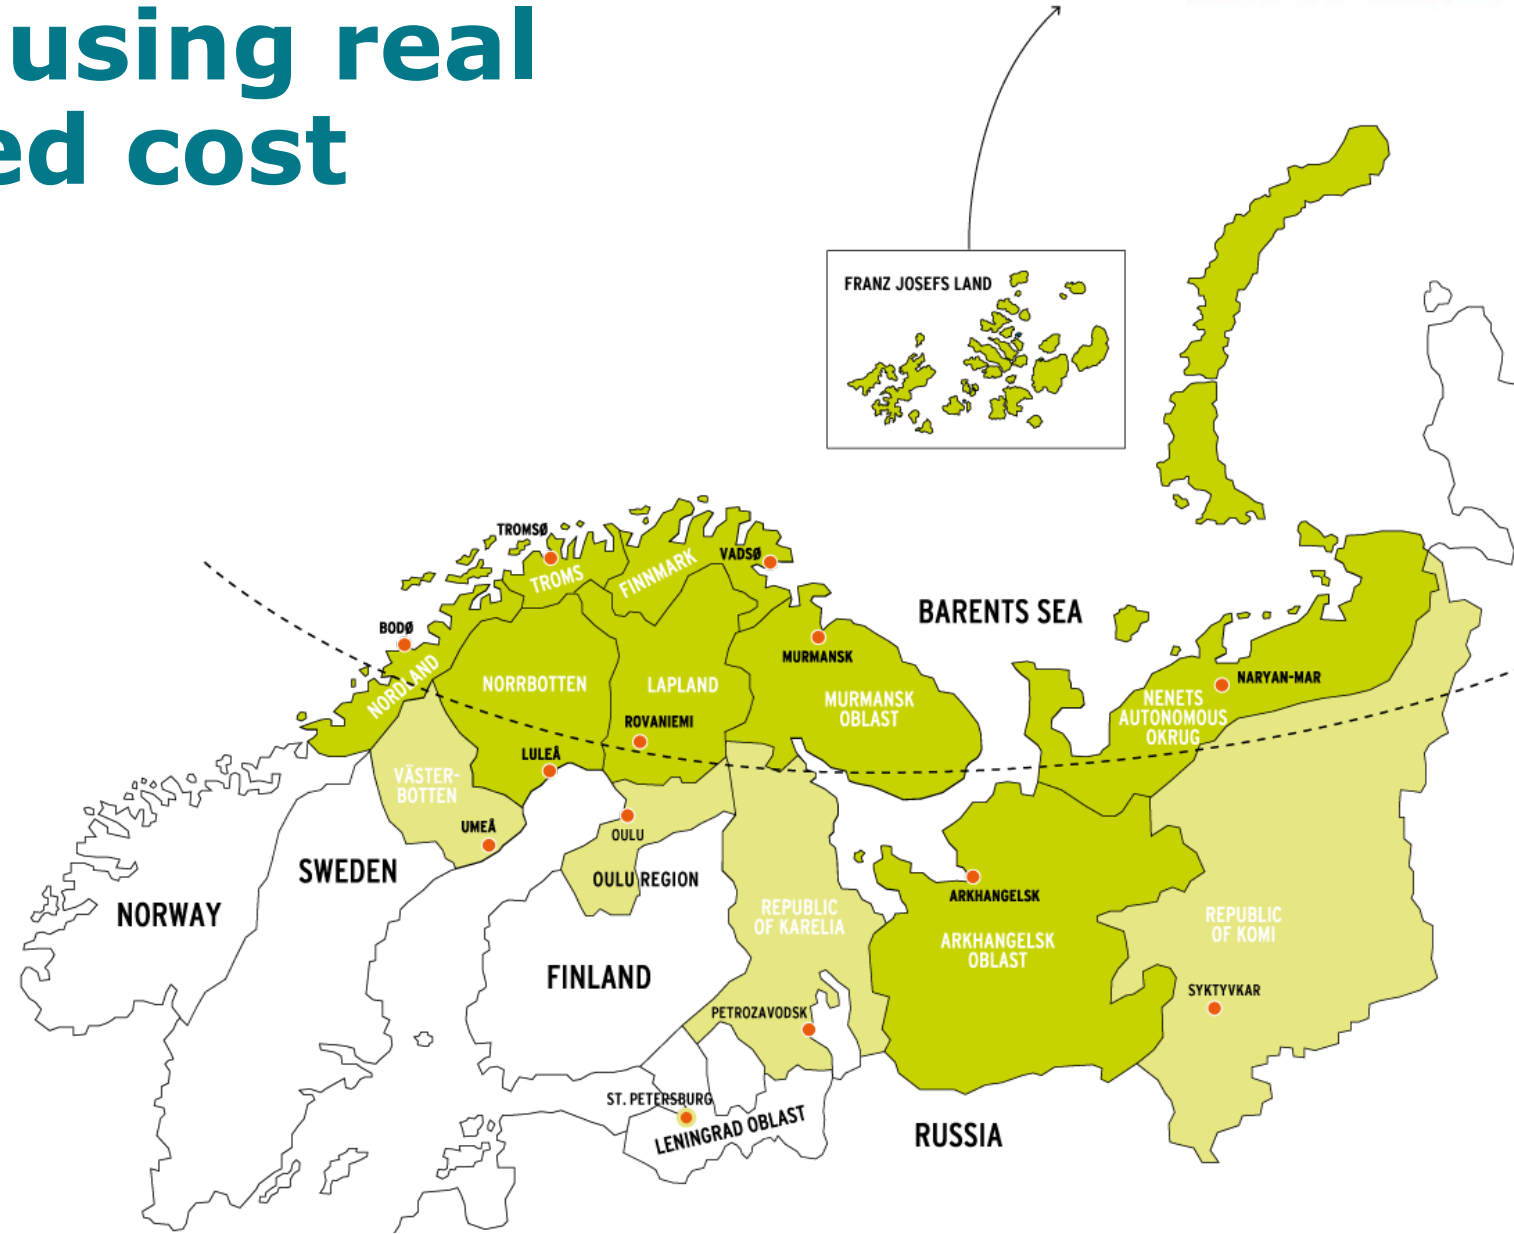 using real
ed cost
FRANZ JOSEFS LAND
TROMSØ
TROMS
FINNMARK
VADSØ
BARENTS SEA
BODØ
NORDLAND
NORRBOTTEN
LAPLAND
ROVANIEMI
MURMANSK
MURMANSK
OBLAST
NARYAN-MAR
NENETS
AUTONOMOUS
OKRUG
LULEÅ
VÄSTER-
BOTTEN
UMEÅ
OULU
OULU REGION
SWEDEN
NORWAY
FINLAND
REPUBLIC
OF KARELIA
ARKHANGELSK
ARKHANGELSK
OBLAST
REPUBLIC
OF KOMI
SYKTYVKAR
PETROZAVODSK
ST. PETERSBURG
LENINGRAD OBLAST
RUSSIA